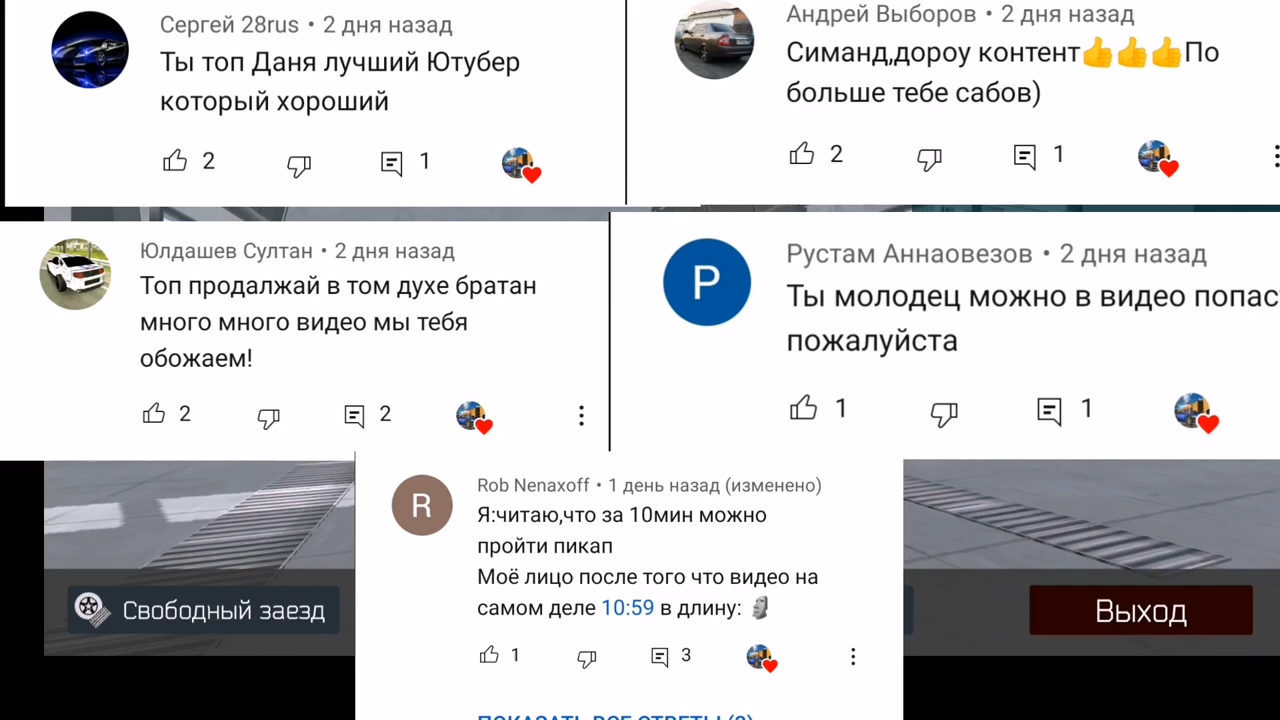 Сергей 28rus • 2 дня назад
Ты топ Даня лучший Ютубер
который хороший
2
1
Андрей Выборов • 2 дня назад
Симанд,дороу контент👍👍👍По
больше тебе сабов)
2
1
Юлдашев Султан • 2 дня назад
Топ продалжай в том духе братан
много много видео мы тебя
обожаем!
2
2
P
Рустам Аннаовезов • 2 дня назад
Ты молодец можно в видео попас
пожалуйста
1
1
R
Rob Nenaxoff • 1 день назад (изменено)
Я:читаю,что за 10мин можно
пройти пикап
Моё лицо после того что видео на
самом деле 10:59 в длину: 🗿
1
3
ПОКАЗАТЬ ВСЕ ОТВЕТЫ (3)
Свободный заезд
Выход